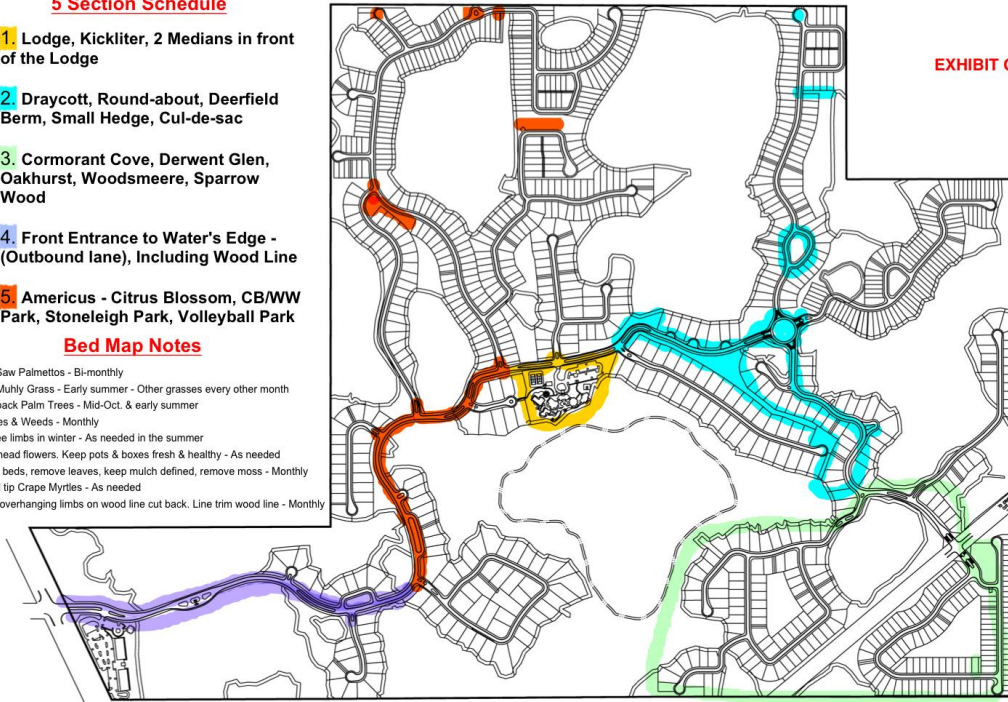 5 Section Schedule
1. Lodge, Kickliter, 2 Medians in front
of the Lodge
2. Draycott, Round-about, Deerfield
Berm, Small Hedge, Cul-de-sac
3. Cormorant Cove, Derwent Glen,
Oakhurst, Woodsmeere, Sparrow
Wood
4. Front Entrance to Water's Edge -
(Outbound lane), Including Wood Line
5. Americus - Citrus Blossom, CB/WW
Park, Stoneleigh Park, Volleyball Park
Bed Map Notes
Saw Palmettos - Bi-monthly
Muhly Grass - Early summer - Other grasses every other month
Palm Trees - Mid-Oct. & early summer
& Weeds - Monthly
limbs in winter - As needed in the summer
flowers. Keep pots & boxes fresh & healthy - As needed
beds, remove leaves, keep mulch defined, remove moss - Monthly
tip Crape Myrtles - As needed
overhanging limbs on wood line cut back. Line trim wood line - Monthly
EXHIBIT